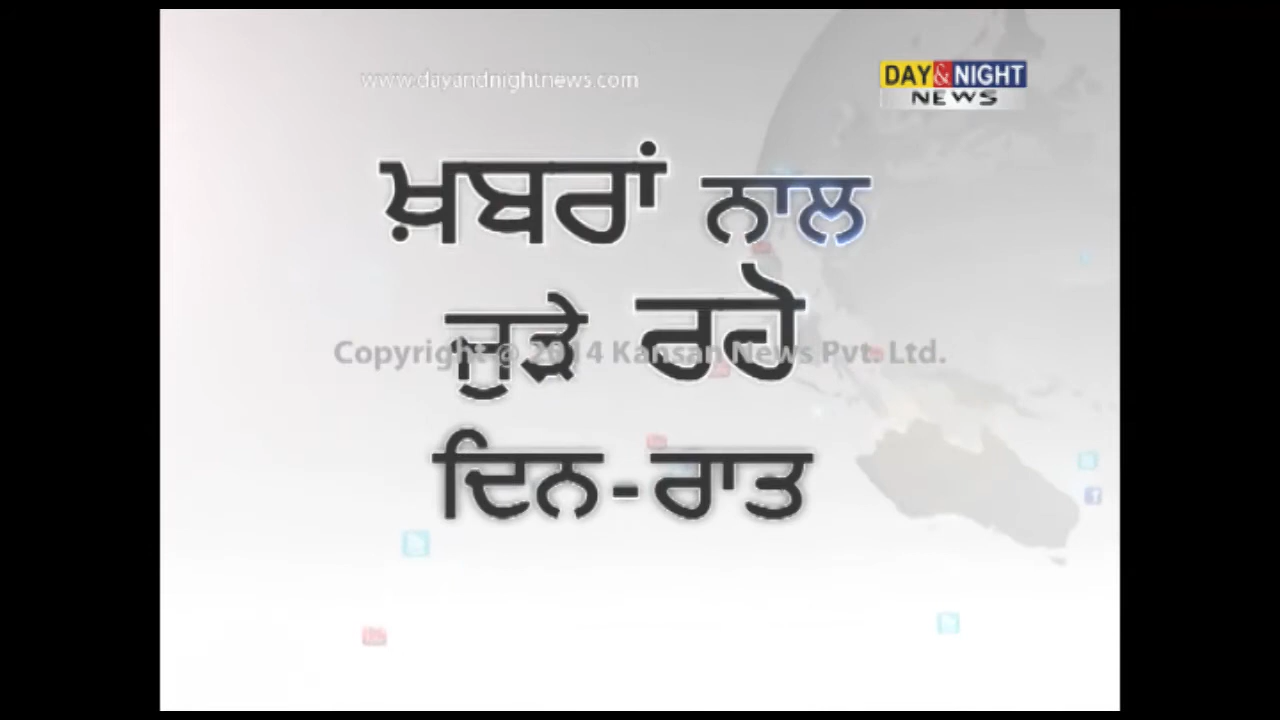 www.dayandnightnews.com
DAY&NIGHT
NEWS
ਖ਼ਬਰਾਂ ਨਾਲ
ਜੁੜੇ ਰਹੋ
Copyright © 2014 Kansan News Pvt. Ltd.
ਦਿਨ-ਰਾਤ